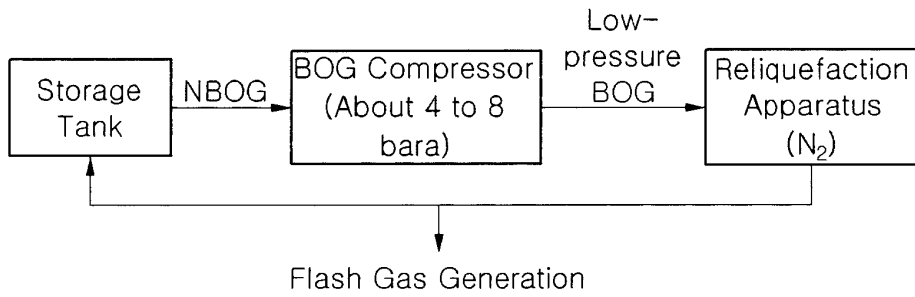 Storage
Tank
NBOG
BOG Compressor
(About 4 to 8
bara)
Low-
pressure
BOG
Reliquefaction
Apparatus
(N₂)
Flash Gas Generation